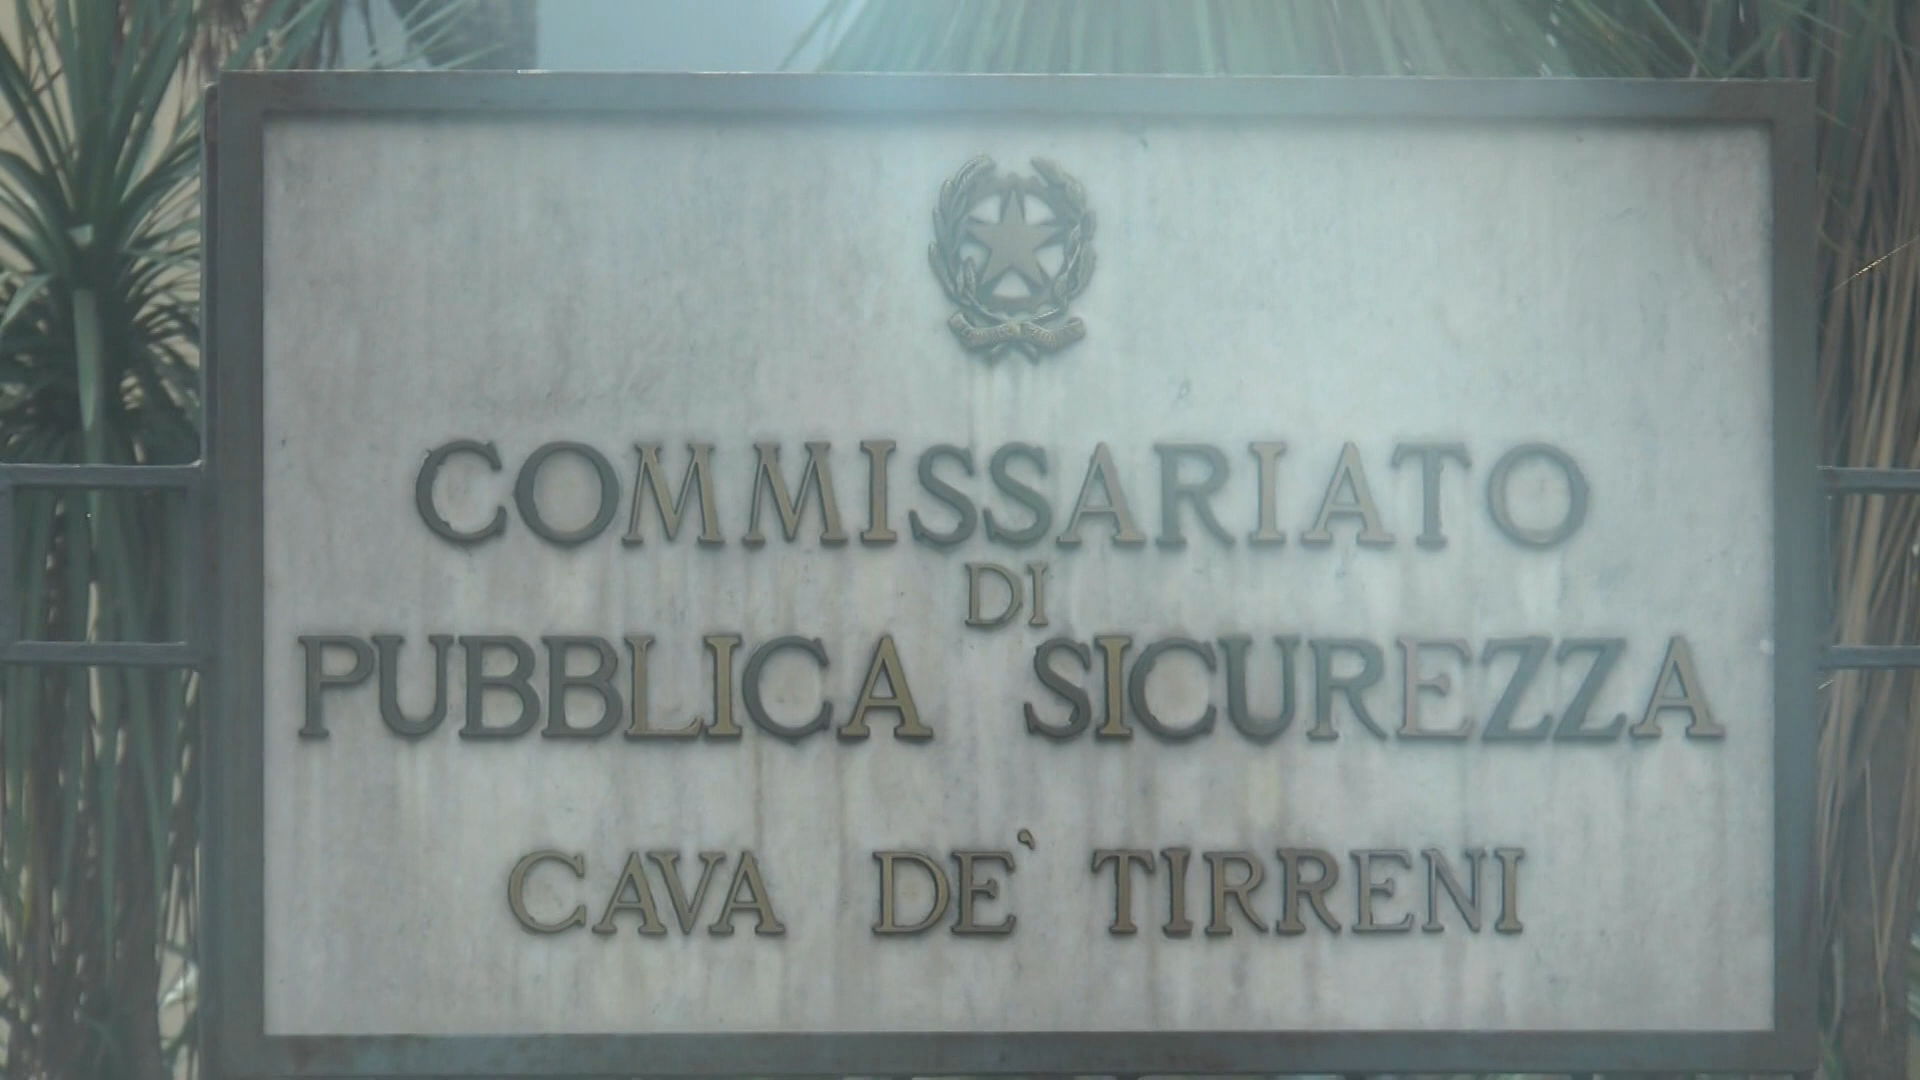 COMMISSARIATO
DI
PUBBLICA SICUREZZA
CAVA DE` TIRRENI